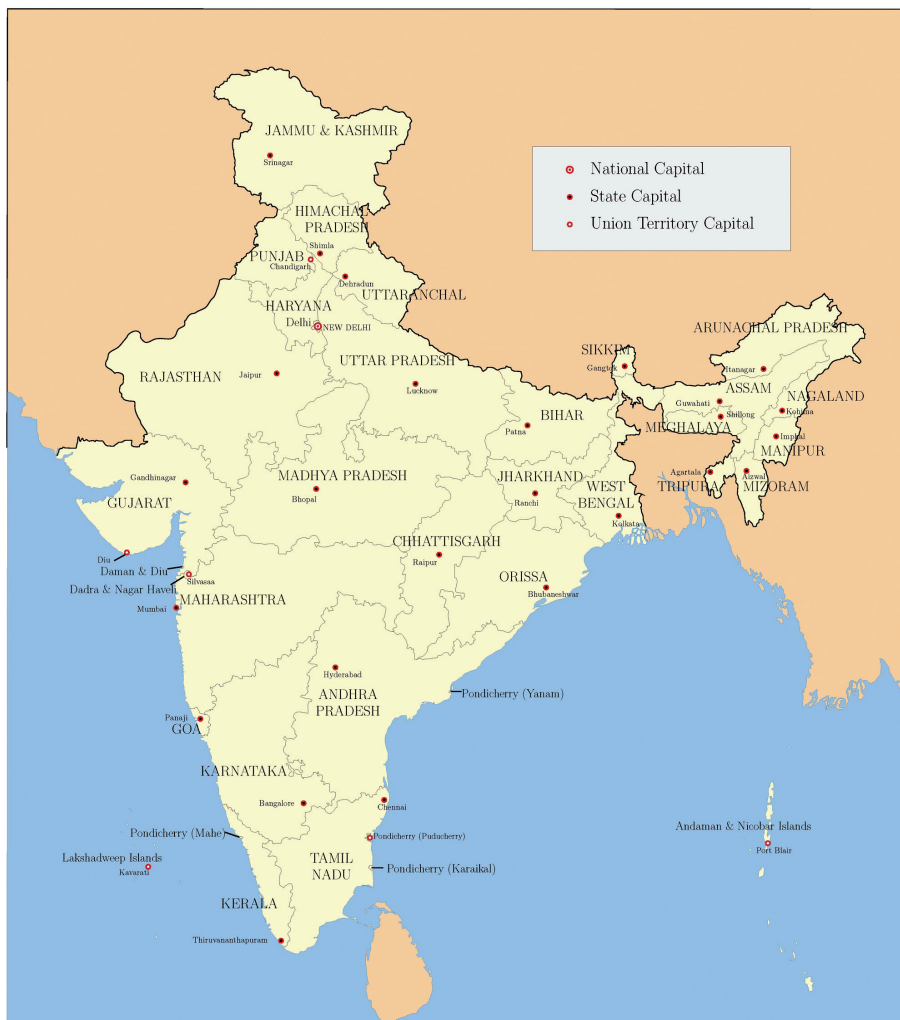 JAMMU & KASHMIR
Srinagar
National Capital
State Capital
Union Territory Capital
HIMACHAL
PRADESH
Shimla
PUNJAB
Chandigarh
Dehradun
UTTARANCHAL
HARYANA
Delhi
NEW DELHI
ARUNACHAL PRADESH
SIKKIM
Gangtok
Itanagar
UTTAR PRADESH
Lucknow
RAJASTHAN
Jaipur
ASSAM
Guwahati
NAGALAND
Kohima
BIHAR
Patna
Shillong
MEGHALAYA
Imphal
MANIPUR
Gandhinagar
GUJARAT
MADHYA PRADESH
Bhopal
JHARKHAND
Ranchi
WEST
BENGAL
Kolkata
Agartala
TRIPURA
Aizwal
MIZORAM
CHHATTISGARH
Raipur
Diu
Daman & Diu
Silvasaa
Dadra & Nagar Haveli
ORISSA
Bhubaneshwar
MAHARASHTRA
Mumbai
Hyderabad
ANDHRA
PRADESH
Pondicherry (Yanam)
Panaji
GOA
KARNATAKA
Bangalore
Chennai
Pondicherry (Mahe)
Pondicherry (Puducherry)
Andaman & Nicobar Islands
Port Blair
Lakshadweep Islands
Kavarati
TAMIL
NADU
Pondicherry (Karaikal)
KERALA
Thiruvananthapuram